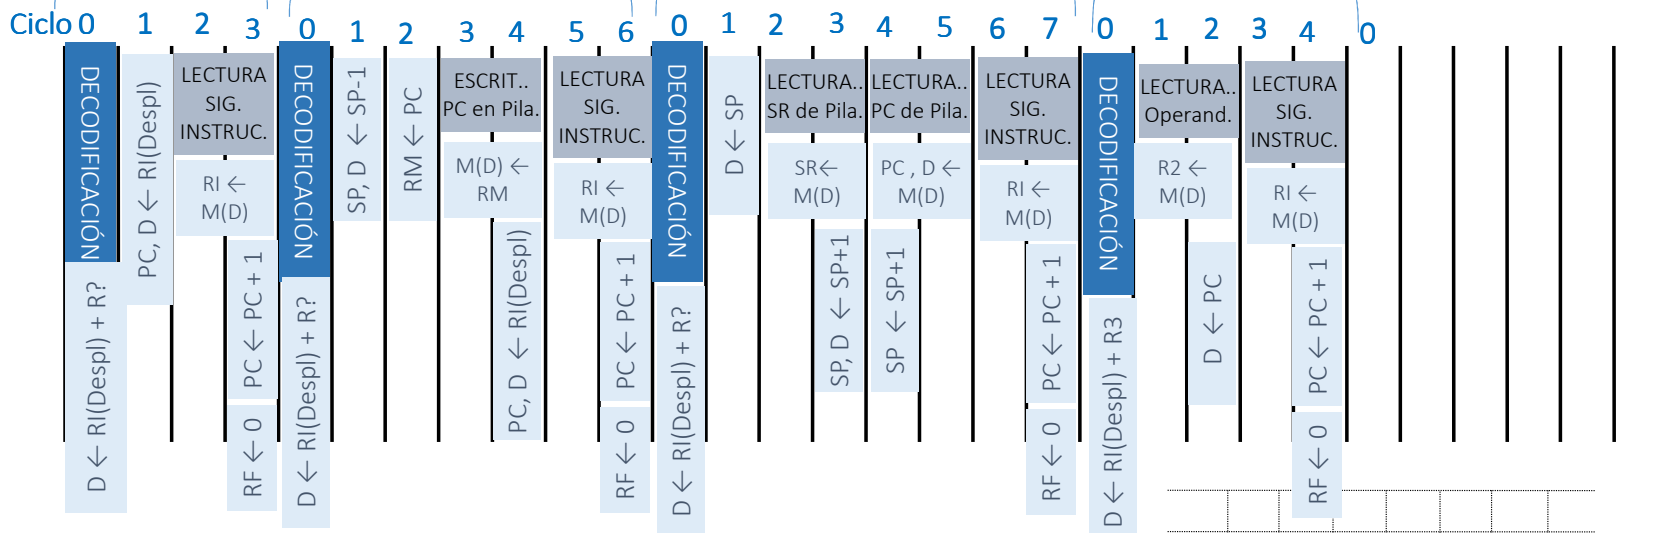 Ciclo 0 1 2 3 0 1 2 3 4 5 6 0 1 2 3 4 5 6 7 0 1 2 3 4 0
DECODIFICACIÓN
D ← RI(Despl) + R?
PC, D ← RI(Despl)
LECTURA
SIG.
INSTRUC.
RI ←
M(D)
PC ← PC + 1
RF ← 0
DECODIFICACIÓN
D ← RI(Despl) + R?
SP, D ← SP-1
RM ← PC
ESCRIT..
PC en Pila.
M(D) ←
RM
PC, D ← RI(Despl)
LECTURA
SIG.
INSTRUC.
RI ←
M(D)
PC ← PC + 1
RF ← 0
DECODIFICACIÓN
D ← RI(Despl) + R?
D ← SP
LECTURA..
SR de Pila.
SR←
M(D)
SP, D ← SP+1
LECTURA..
PC de Pila.
PC , D ←
M(D)
SP ← SP+1
LECTURA
SIG.
INSTRUC.
RI ←
M(D)
PC ← PC + 1
RF ← 0
DECODIFICACIÓN
D ← RI(Despl) + R3
LECTURA..
Operand.
R2 ←
M(D)
D ← PC
LECTURA
SIG.
INSTRUC.
RI ←
M(D)
PC ← PC + 1
RF ← 0